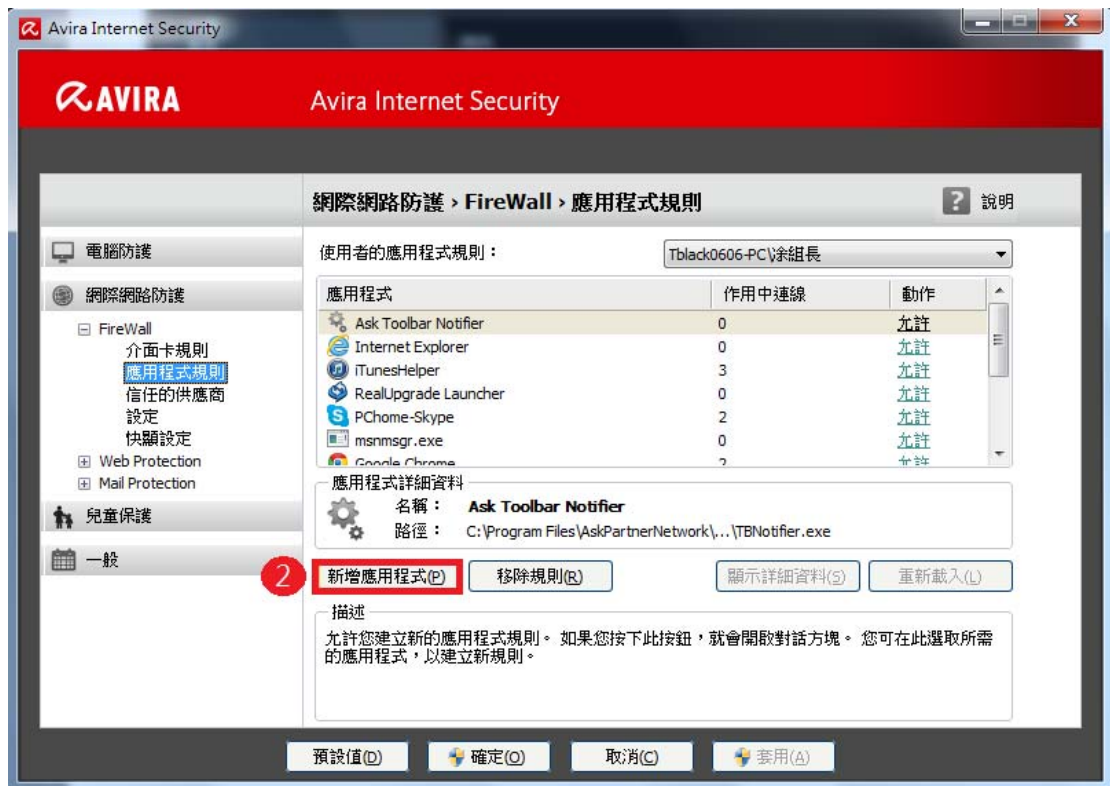 Avira Internet Security
AVIRA
Avira Internet Security
網際網路防護 › FireWall › 應用程式規則
? 說明
電腦防護
網際網路防護
FireWall
介面卡規則
應用程式規則
信任的供應商
設定
快顯設定
Web Protection
Mail Protection
兒童保護
一般
使用者的應用程式規則：
Tblack0606-PC\涂組長
應用程式 作用中連線 動作
Ask Toolbar Notifier 0 允許
Internet Explorer 0 允許
iTunesHelper 3 允許
RealUpgrade Launcher 0 允許
PChome-Skype 2 允許
msnmsgr.exe 0 允許
Google Chrome 2 允許
應用程式詳細資料
名稱： Ask Toolbar Notifier
路徑： C:\Program Files\AskPartnerNetwork\...\TBNotifier.exe
2 新增應用程式(P) 移除規則(R) 顯示詳細資料(S) 重新載入(L)
描述
允許您建立新的應用程式規則。 如果您按下此按鈕，就會開啟對話方塊。 您可在此選取所需
的應用程式，以建立新規則。
預設值(D) 確定(O) 取消(C) 套用(A)